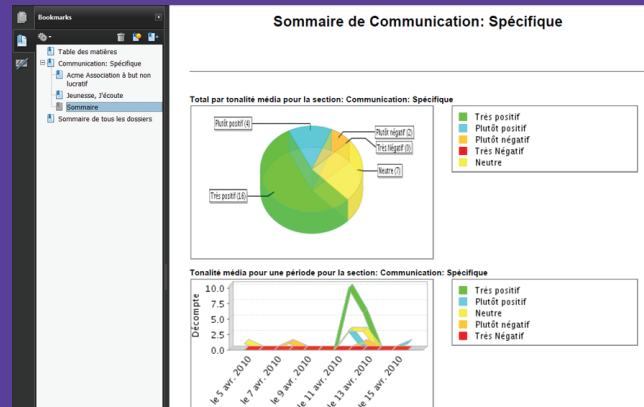 Bookmarks
Table des matières
Communication: Spécifique
Acme Association à but non
lucratif
Jeunesse, J'écoute
Sommaire
Sommaire de tous les dossiers
Sommaire de Communication: Spécifique
Total par tonalité média pour la section: Communication: Spécifique
Plutôt positif (4)
Plutôt négatif (2)
Très Négatif (0)
Neutre (7)
Très positif (16)
Très positif
Plutôt positif
Plutôt négatif
Très Négatif
Neutre
Tonalité média pour une période pour la section: Communication: Spécifique
Décompte
10.0
7.5
5.0
2.5
0.0
le 5 avr. 2010
le 7 avr. 2010
le 9 avr. 2010
le 11 avr. 2010
le 13 avr. 2010
le 15 avr. 2010
Très positif
Plutôt positif
Neutre
Plutôt négatif
Très Négatif